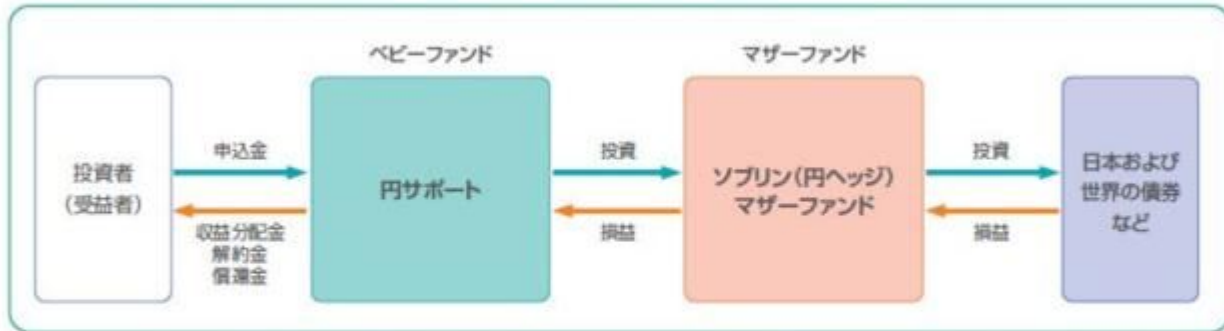 ベビーファンド
マザーファンド
投資者
（受益者）
申込金
収益分配金
解約金
償還金
円サポート
投資
損益
ソブリン（円ヘッジ）
マザーファンド
投資
損益
日本および
世界の債券
など